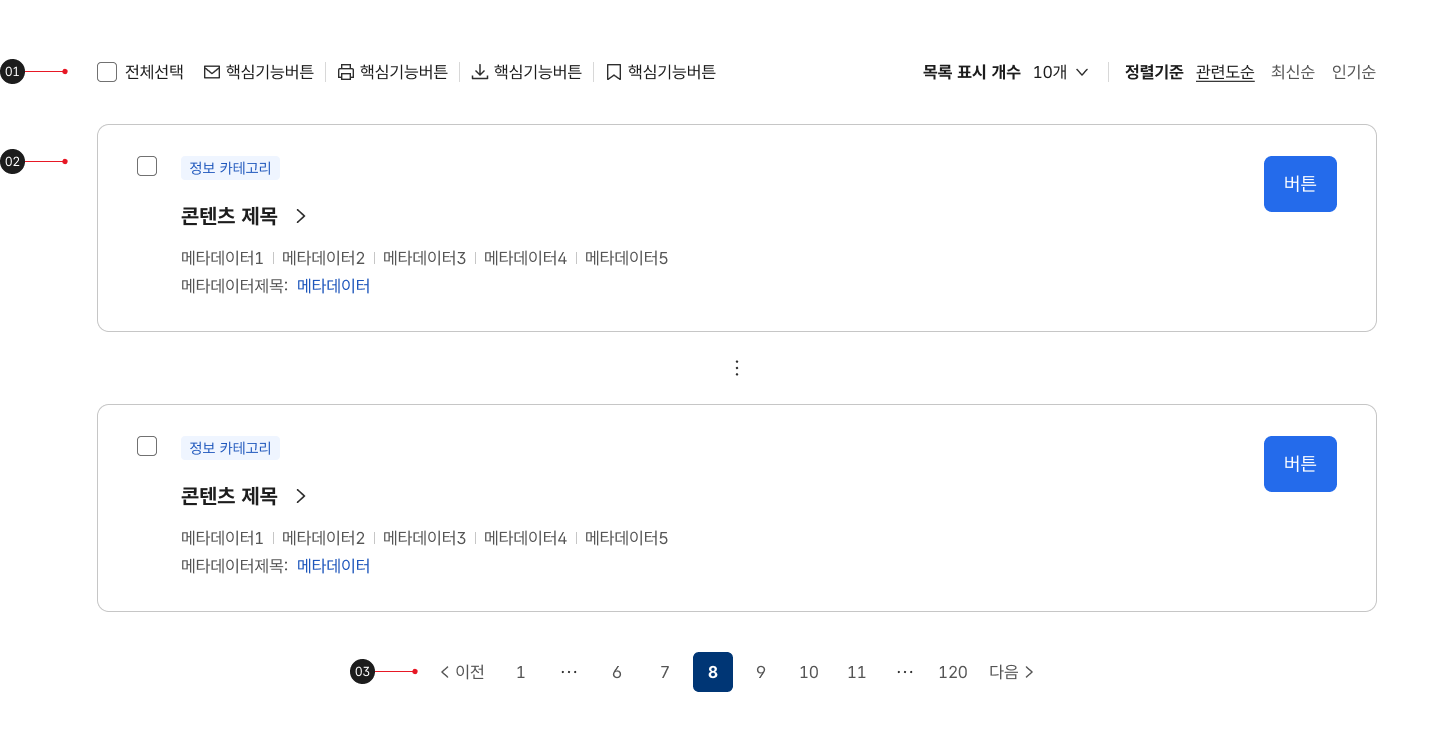 01 전체선택 핵심기능버튼 핵심기능버튼 핵심기능버튼 핵심기능버튼 목록 표시 개수 10개 정렬기준 관련도순 최신순 인기순
02 정보 카테고리 버튼
콘텐츠 제목
메타데이터1 메타데이터2 메타데이터3 메타데이터4 메타데이터5
메타데이터제목: 메타데이터
정보 카테고리 버튼
콘텐츠 제목
메타데이터1 메타데이터2 메타데이터3 메타데이터4 메타데이터5
메타데이터제목: 메타데이터
03 이전 1 ... 6 7 8 9 10 11 ... 120 다음